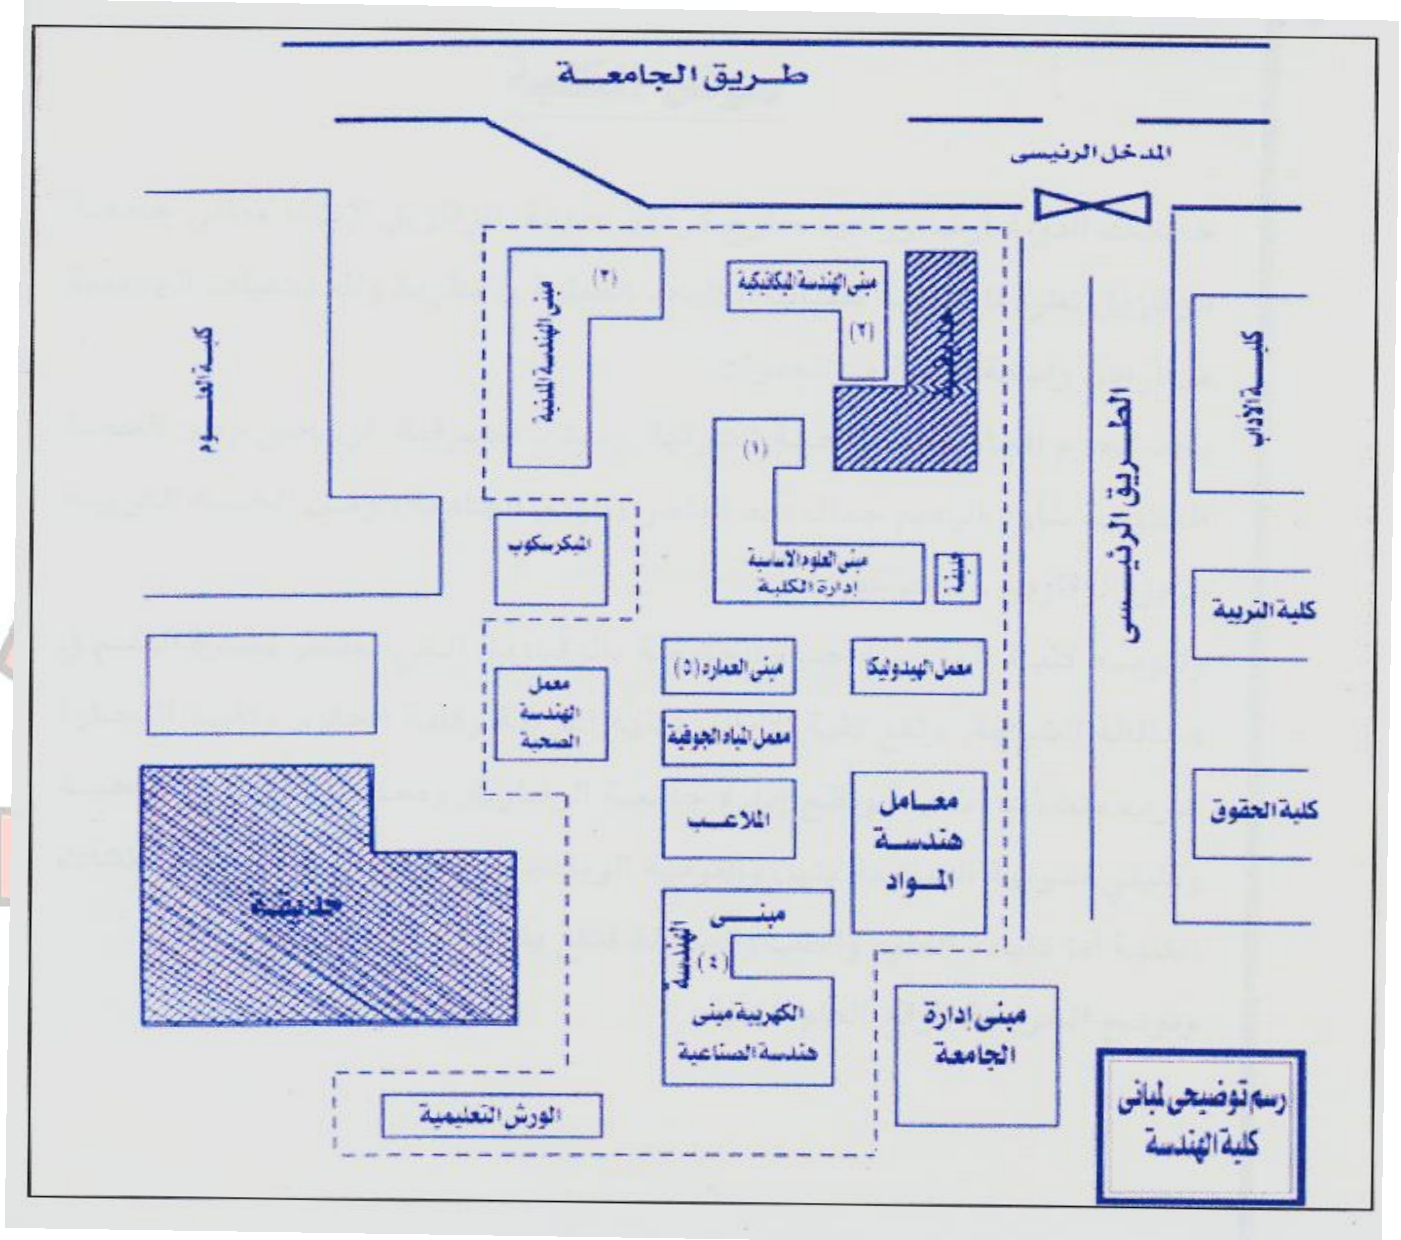 طريق الجامعة
المدخل الرئيسى
كلية العلوم
مبنى الهندسة المدنية
(٣)
مبنى الهندسة الميكانيكية
(٢)
حديقة
الطريق الرئيسى
كلية الآداب
(١)
مبنى العلوم الاساسية
إدارة الكلية
الميكرسكوب
كلية التربية
مبنى العمارة (٥)
معمل الهيدوليكا
معمل
الهندسة
الصحية
معمل المياه الجوفية
الملاعب
معامل
هندسة
المواد
كلية الحقوق
حديقة
مبنى
الهندسة
(٤)
الكهربية مبنى
هندسة الصناعية
مبنى إدارة
الجامعة
الورش التعليمية
رسم توضيحى لمبانى
كلية الهندسة